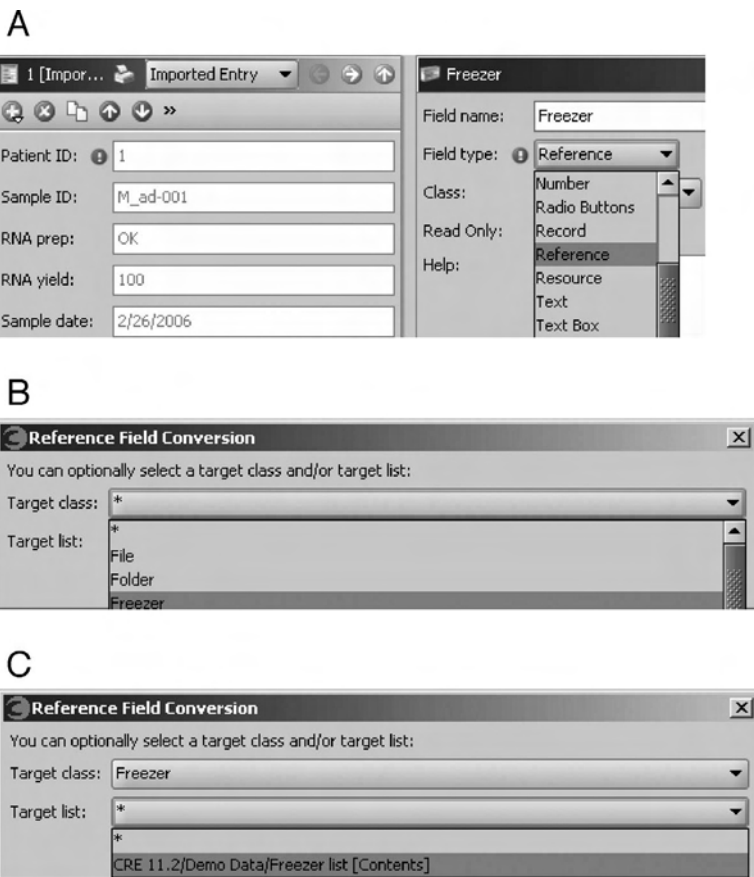 A
1 [Impor... Imported Entry
»
Patient ID: 1
Sample ID: M_ad-001
RNA prep: OK
RNA yield: 100
Sample date: 2/26/2006
Freezer
Field name: Freezer
Field type: Reference
Class:
Read Only:
Help:
Number
Radio Buttons
Record
Reference
Resource
Text
Text Box
B
Reference Field Conversion
You can optionally select a target class and/or target list:
Target class: *
Target list:
*
File
Folder
Freezer
C
Reference Field Conversion
You can optionally select a target class and/or target list:
Target class: Freezer
Target list: *
*
CRE 11.2/Demo Data/Freezer list [Contents]